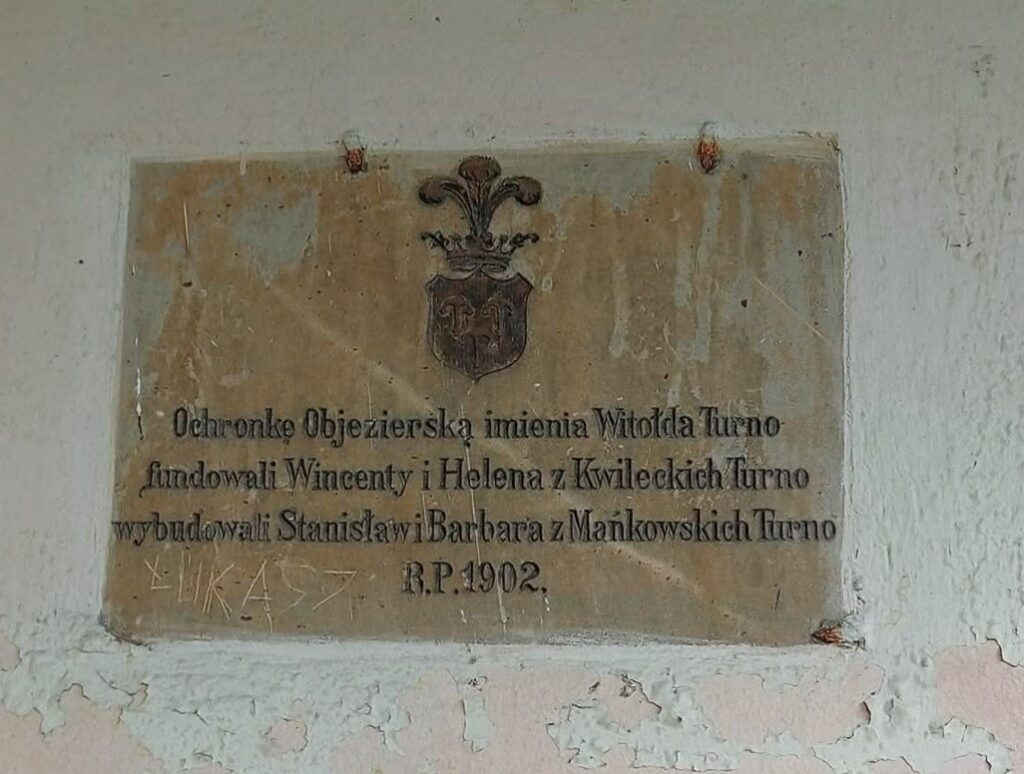 Ochronkę Objezierską imienia Witołda Turno
fundowali Wincenty i Helena z Kwileckich Turno
wybudowali Stanisław i Barbara z Mańkowskich Turno
R.P.1902.
ŁUKASZ